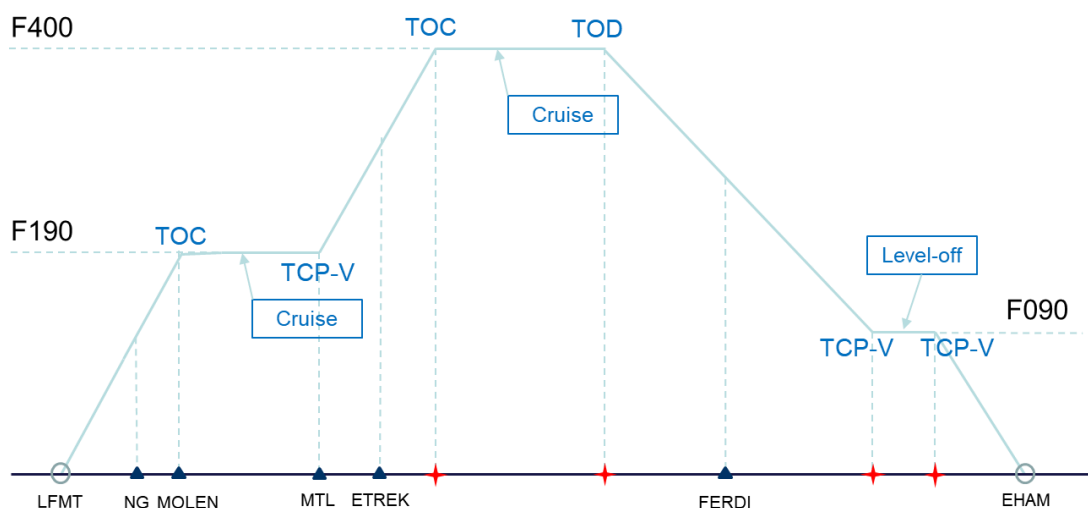 F400
TOC
TOD
Cruise
F190
TOC
TCP-V
Cruise
Level-off
F090
TCP-V
TCP-V
LFMT
NG
MOLEN
MTL
ETREK
FERDI
EHAM